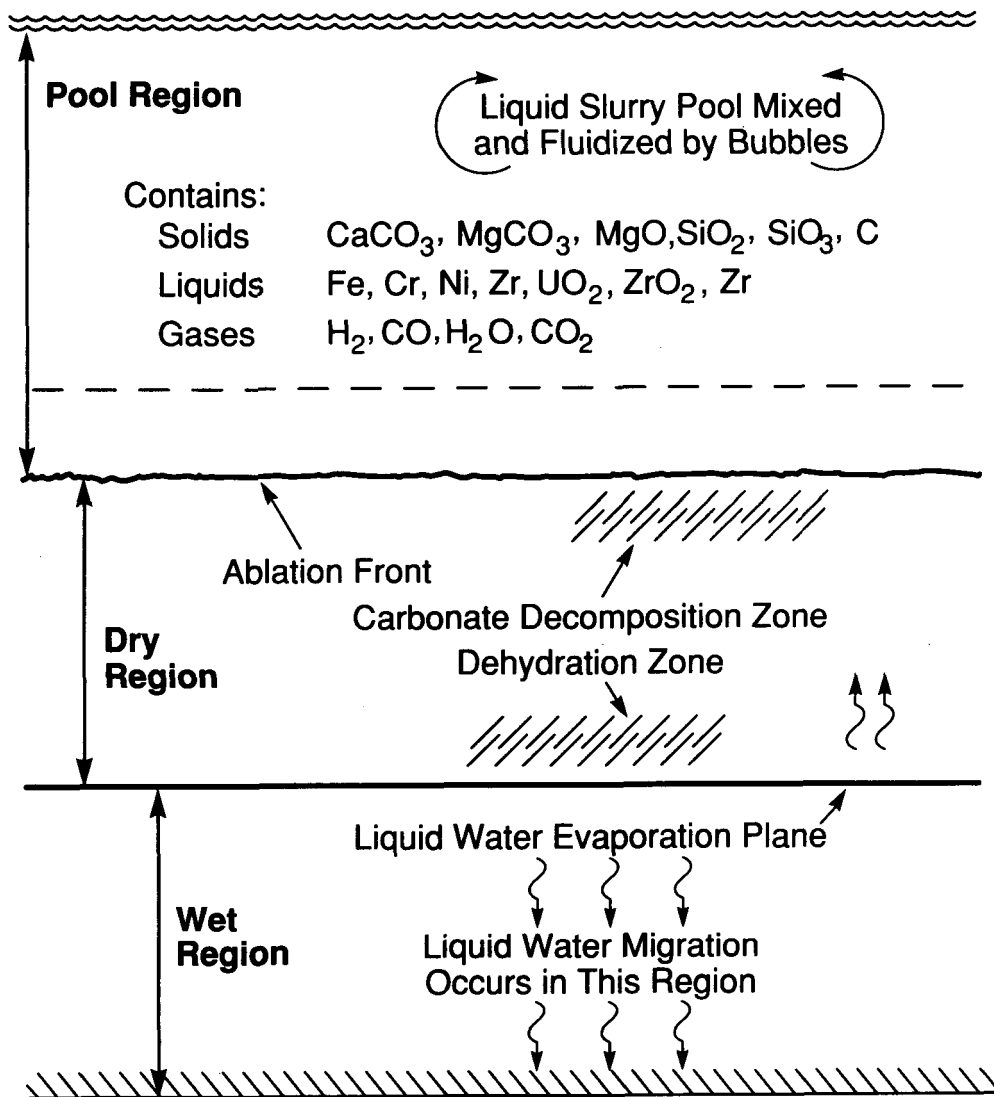 Pool Region
Liquid Slurry Pool Mixed
and Fluidized by Bubbles
Contains:
Solids CaCO₃, MgCO₃, MgO,SiO₂, SiO₃, C
Liquids Fe, Cr, Ni, Zr, UO₂, ZrO₂, Zr
Gases H₂, CO, H₂O, CO₂
Ablation Front
Carbonate Decomposition Zone
Dry
Region
Dehydration Zone
Liquid Water Evaporation Plane
Wet
Region
Liquid Water Migration
Occurs in This Region